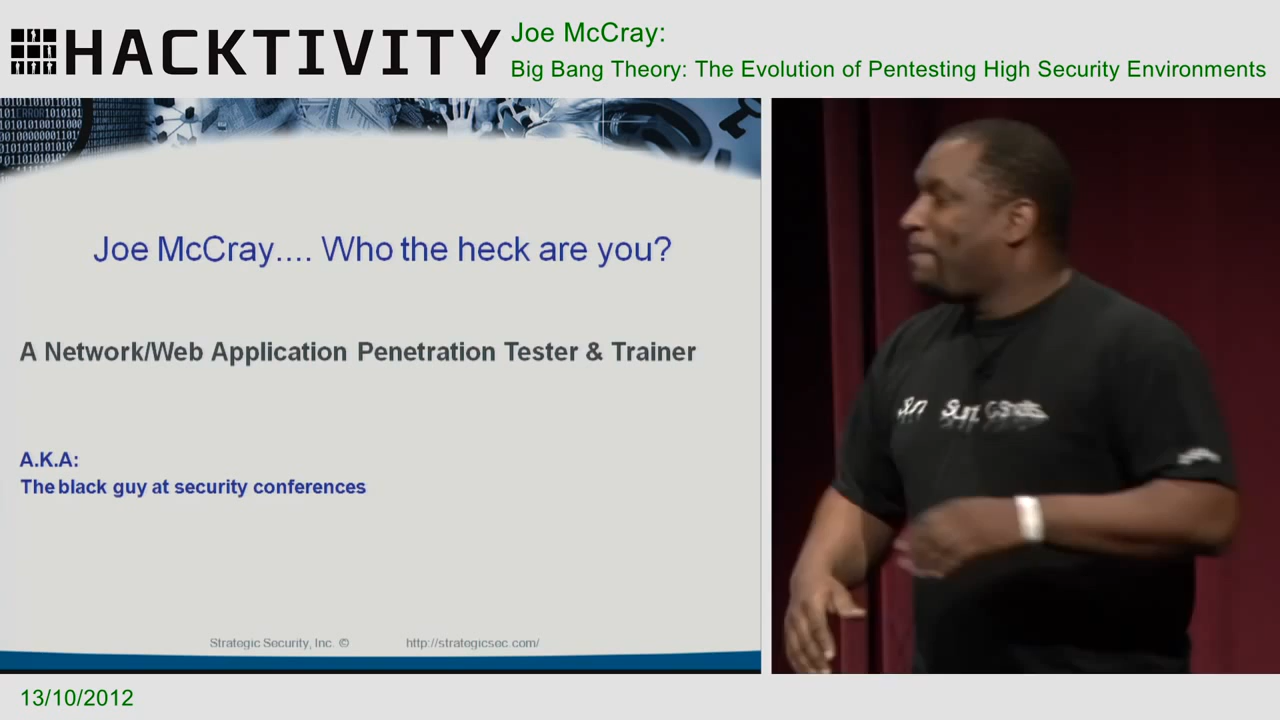 HACKTIVITY
Joe McCray:
Big Bang Theory: The Evolution of Pentesting High Security Environments
Joe McCray.... Who the heck are you?
A Network/Web Application Penetration Tester & Trainer
A.K.A:
The black guy at security conferences
Strategic Security, Inc. © http://strategicsec.com/
13/10/2012